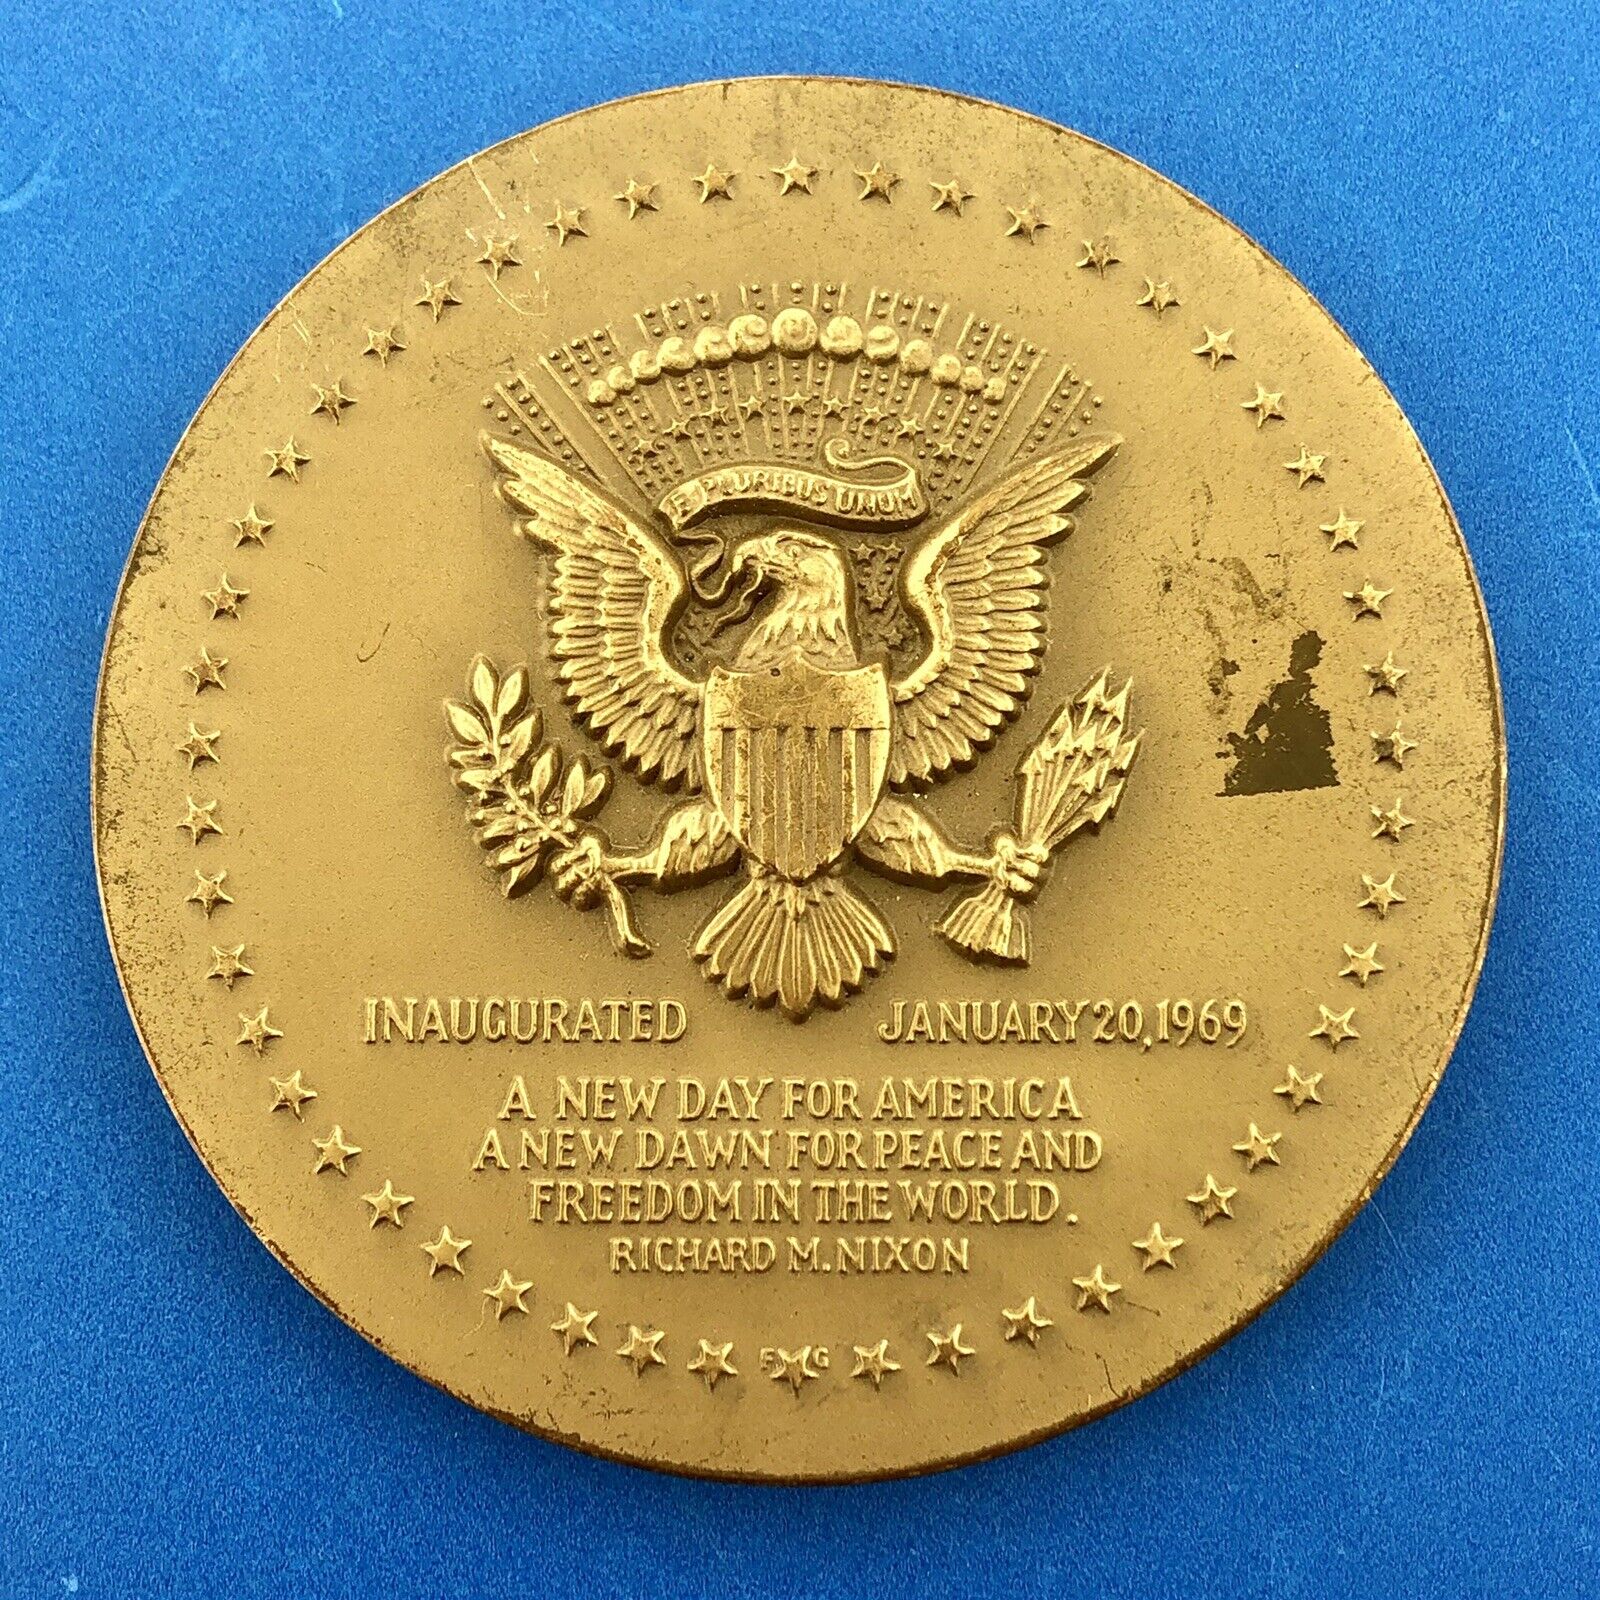 E PLURIBUS UNUM
INAUGURATED JANUARY 20, 1969
A NEW DAY FOR AMERICA
A NEW DAWN FOR PEACE AND
FREEDOM IN THE WORLD.
RICHARD M. NIXON
F G